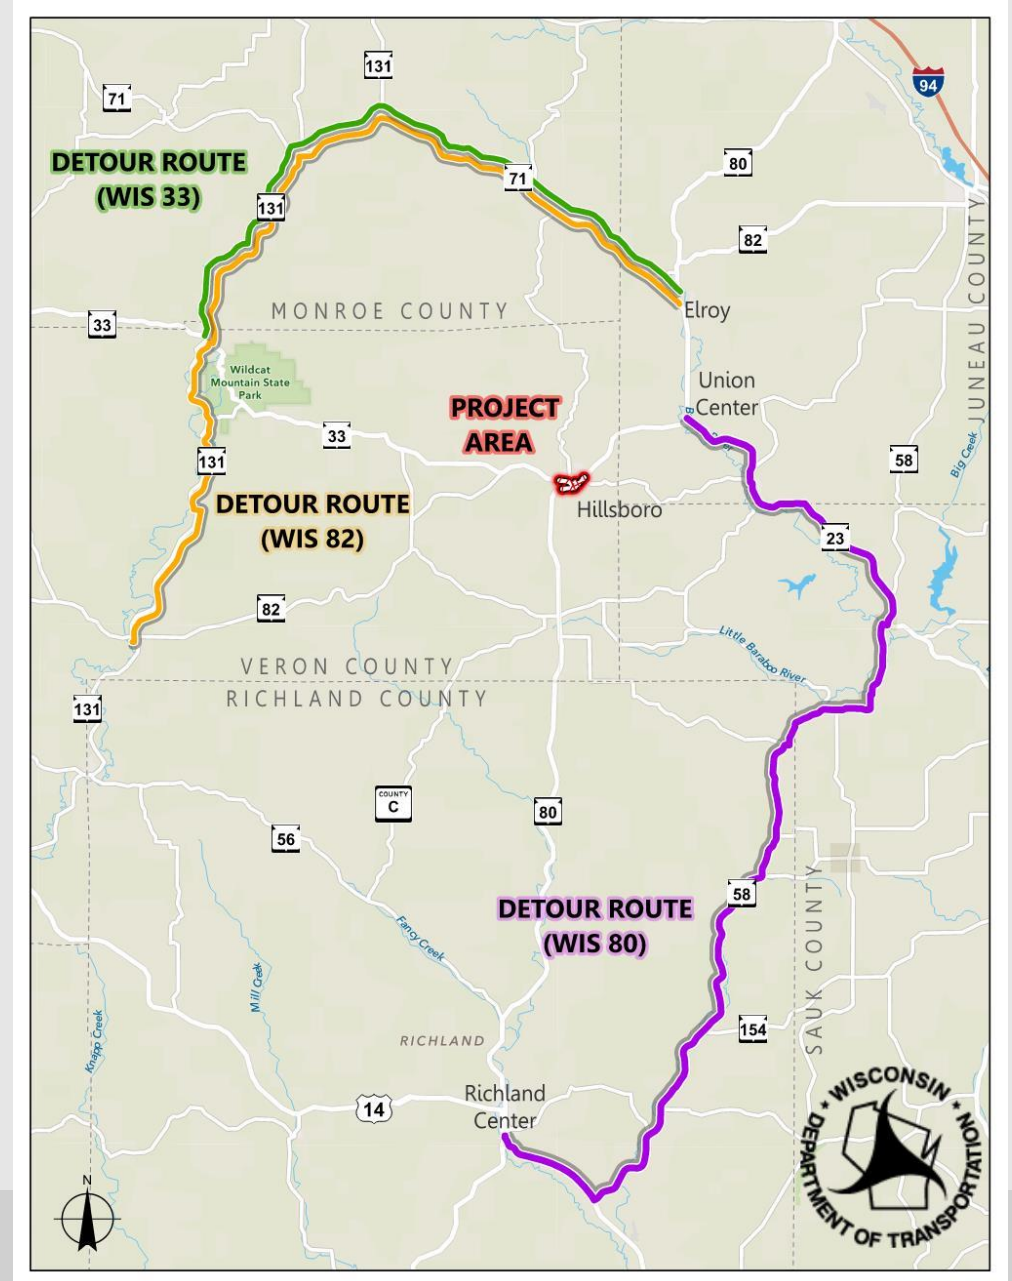 131
94
71
DETOUR ROUTE
(WIS 33)
80
71
131
82
JUNEAU COUNTY
MONROE COUNTY
Elroy
33
Wildcat
Mountain State
Park
Union
Center
PROJECT
AREA
33
58
Big Creek
131
Hillsboro
DETOUR ROUTE
(WIS 82)
23
82
Little Baraboo River
VERON COUNTY
RICHLAND COUNTY
131
COUNTY
C
80
56
58
DETOUR ROUTE
(WIS 80)
Fancy Creek
SAUK COUNTY
Mill Creek
154
Knapp Creek
RICHLAND
Richland
Center
14
WISCONSIN
DEPARTMENT OF TRANSPORTATION
N